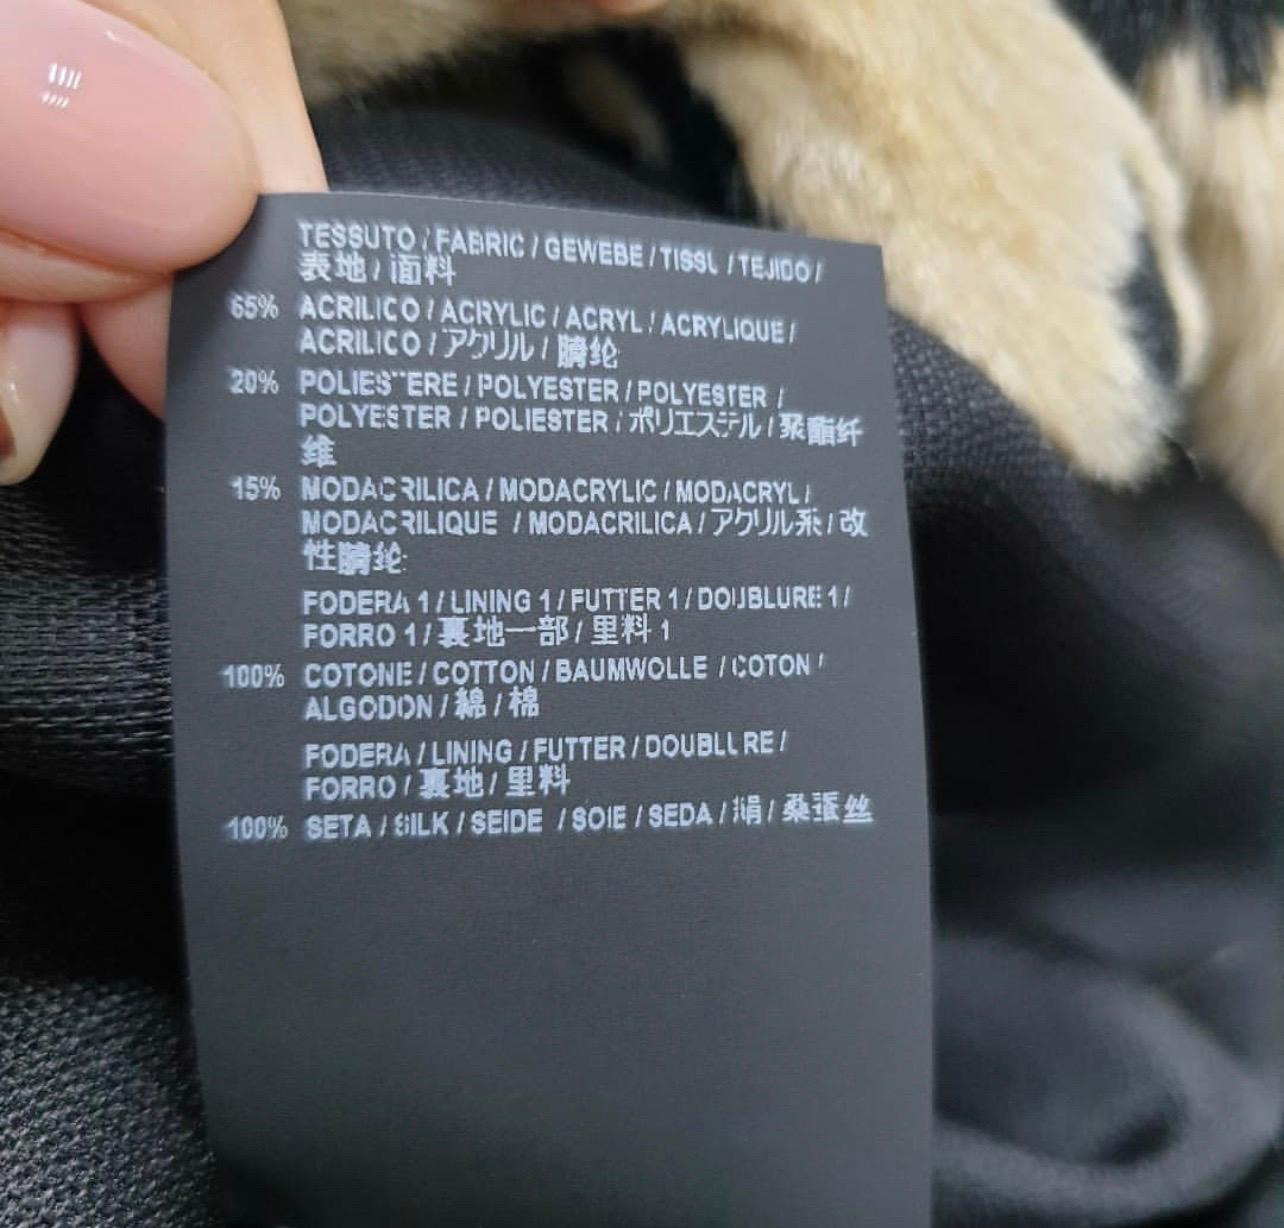 TESSUTO / FABRIC / GEWEBE / TISSU / TEJIDO /
表地 / 面料
65% ACRILICO / ACRYLIC / ACRYL / ACRYLIQUE /
ACRILICO / アクリル / 腈纶
20% POLIESTERE / POLYESTER / POLYESTER /
POLYESTER / POLIESTER / ポリエステル / 聚酯纤
维
15% MODACRILICA / MODACRYLIC / MODACRYL /
MODACRILIQUE / MODACRILICA / アクリル系 / 改
性腈纶
FODERA 1 / LINING 1 / FUTTER 1 / DOUBLURE 1 /
FORRO 1 / 裏地一部 / 里料 1
100% COTONE / COTTON / BAUMWOLLE / COTON /
ALGODON / 綿 / 棉
FODERA / LINING / FUTTER / DOUBLURE /
FORRO / 裏地 / 里料
100% SETA / SILK / SEIDE / SOIE / SEDA / 絹 / 桑蚕丝